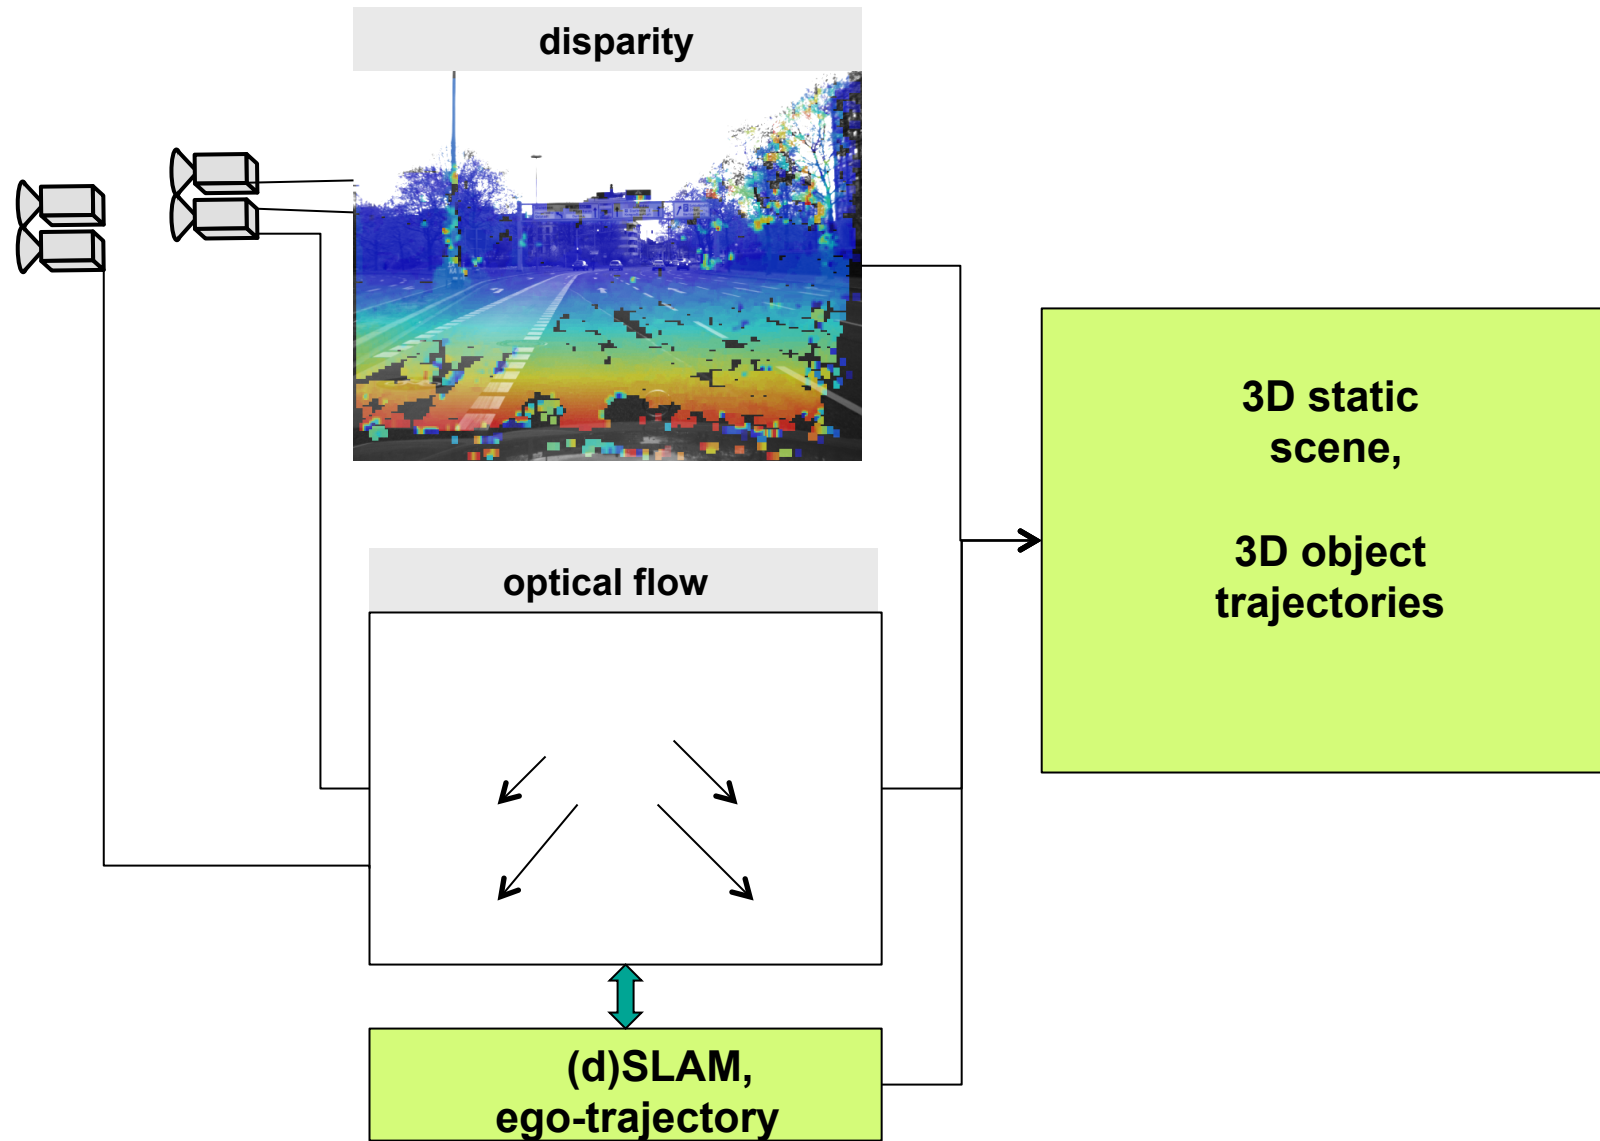 disparity
3D static
scene,
3D object
trajectories
optical flow
(d)SLAM,
ego-trajectory